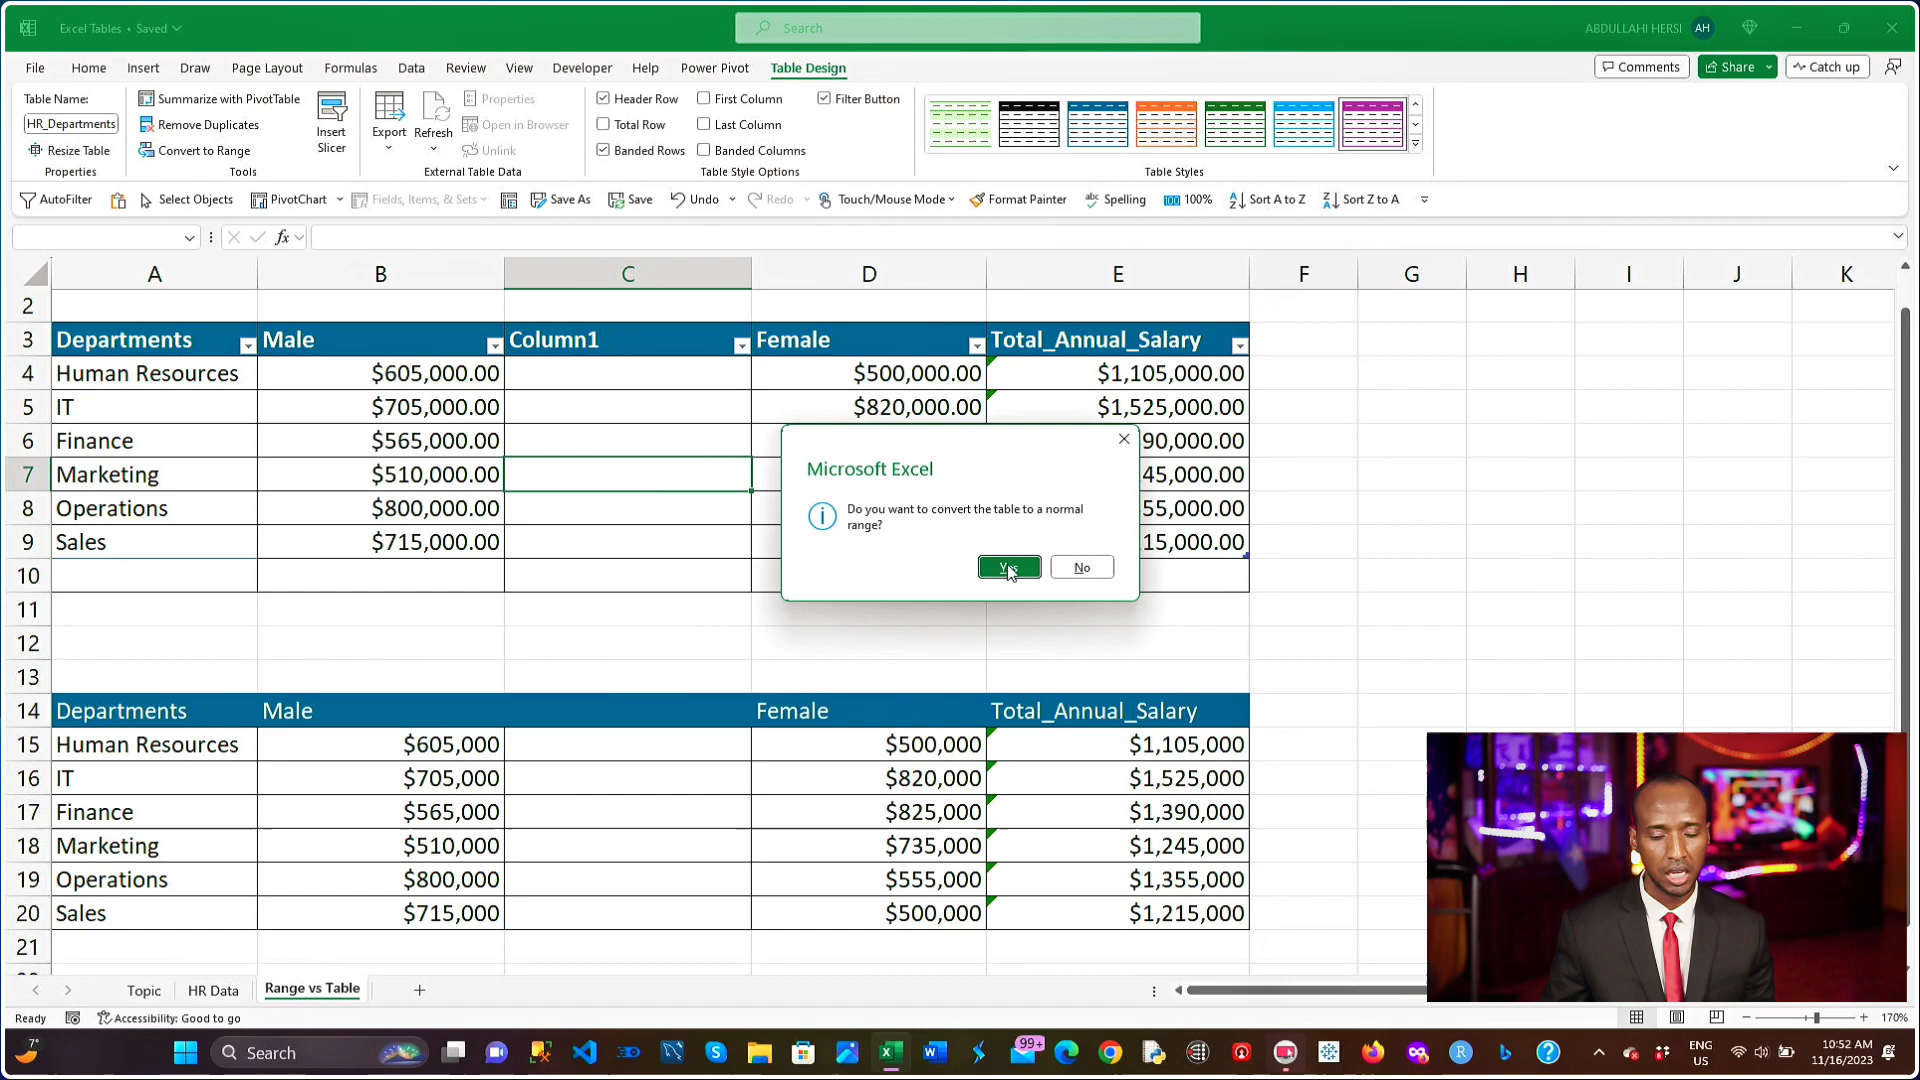 Excel Tables • Saved
Search
ABDULLAHI HERSI AH
File Home Insert Draw Page Layout Formulas Data Review View Developer Help Power Pivot Table Design
Comments Share Catch up
Table Name:
HR_Departments
Resize Table
Properties
Summarize with PivotTable
Remove Duplicates
Convert to Range
Tools
Insert
Slicer
Export Refresh
Properties
Open in Browser
Unlink
External Table Data
Header Row First Column Filter Button
Total Row Last Column
Banded Rows Banded Columns
Table Style Options
Table Styles
AutoFilter Select Objects PivotChart Fields, Items, & Sets Save As Save Undo Redo Touch/Mouse Mode Format Painter Spelling 100% Sort A to Z Sort Z to A
fx
A B C D E F G H I J K
2
3 Departments Male Column1 Female Total_Annual_Salary
4 Human Resources $605,000.00 $500,000.00 $1,105,000.00
5 IT $705,000.00 $820,000.00 $1,525,000.00
6 Finance $565,000.00 90,000.00
7 Marketing $510,000.00 45,000.00
8 Operations $800,000.00 55,000.00
9 Sales $715,000.00 15,000.00
10
11
12
13
Microsoft Excel
Do you want to convert the table to a normal
range?
No
14 Departments Male Female Total_Annual_Salary
15 Human Resources $605,000 $500,000 $1,105,000
16 IT $705,000 $820,000 $1,525,000
17 Finance $565,000 $825,000 $1,390,000
18 Marketing $510,000 $735,000 $1,245,000
19 Operations $800,000 $555,000 $1,355,000
20 Sales $715,000 $500,000 $1,215,000
21
Topic HR Data Range vs Table
Ready Accessibility: Good to go 170%
7°
Search
99+
ENG
US
10:52 AM
11/16/2023